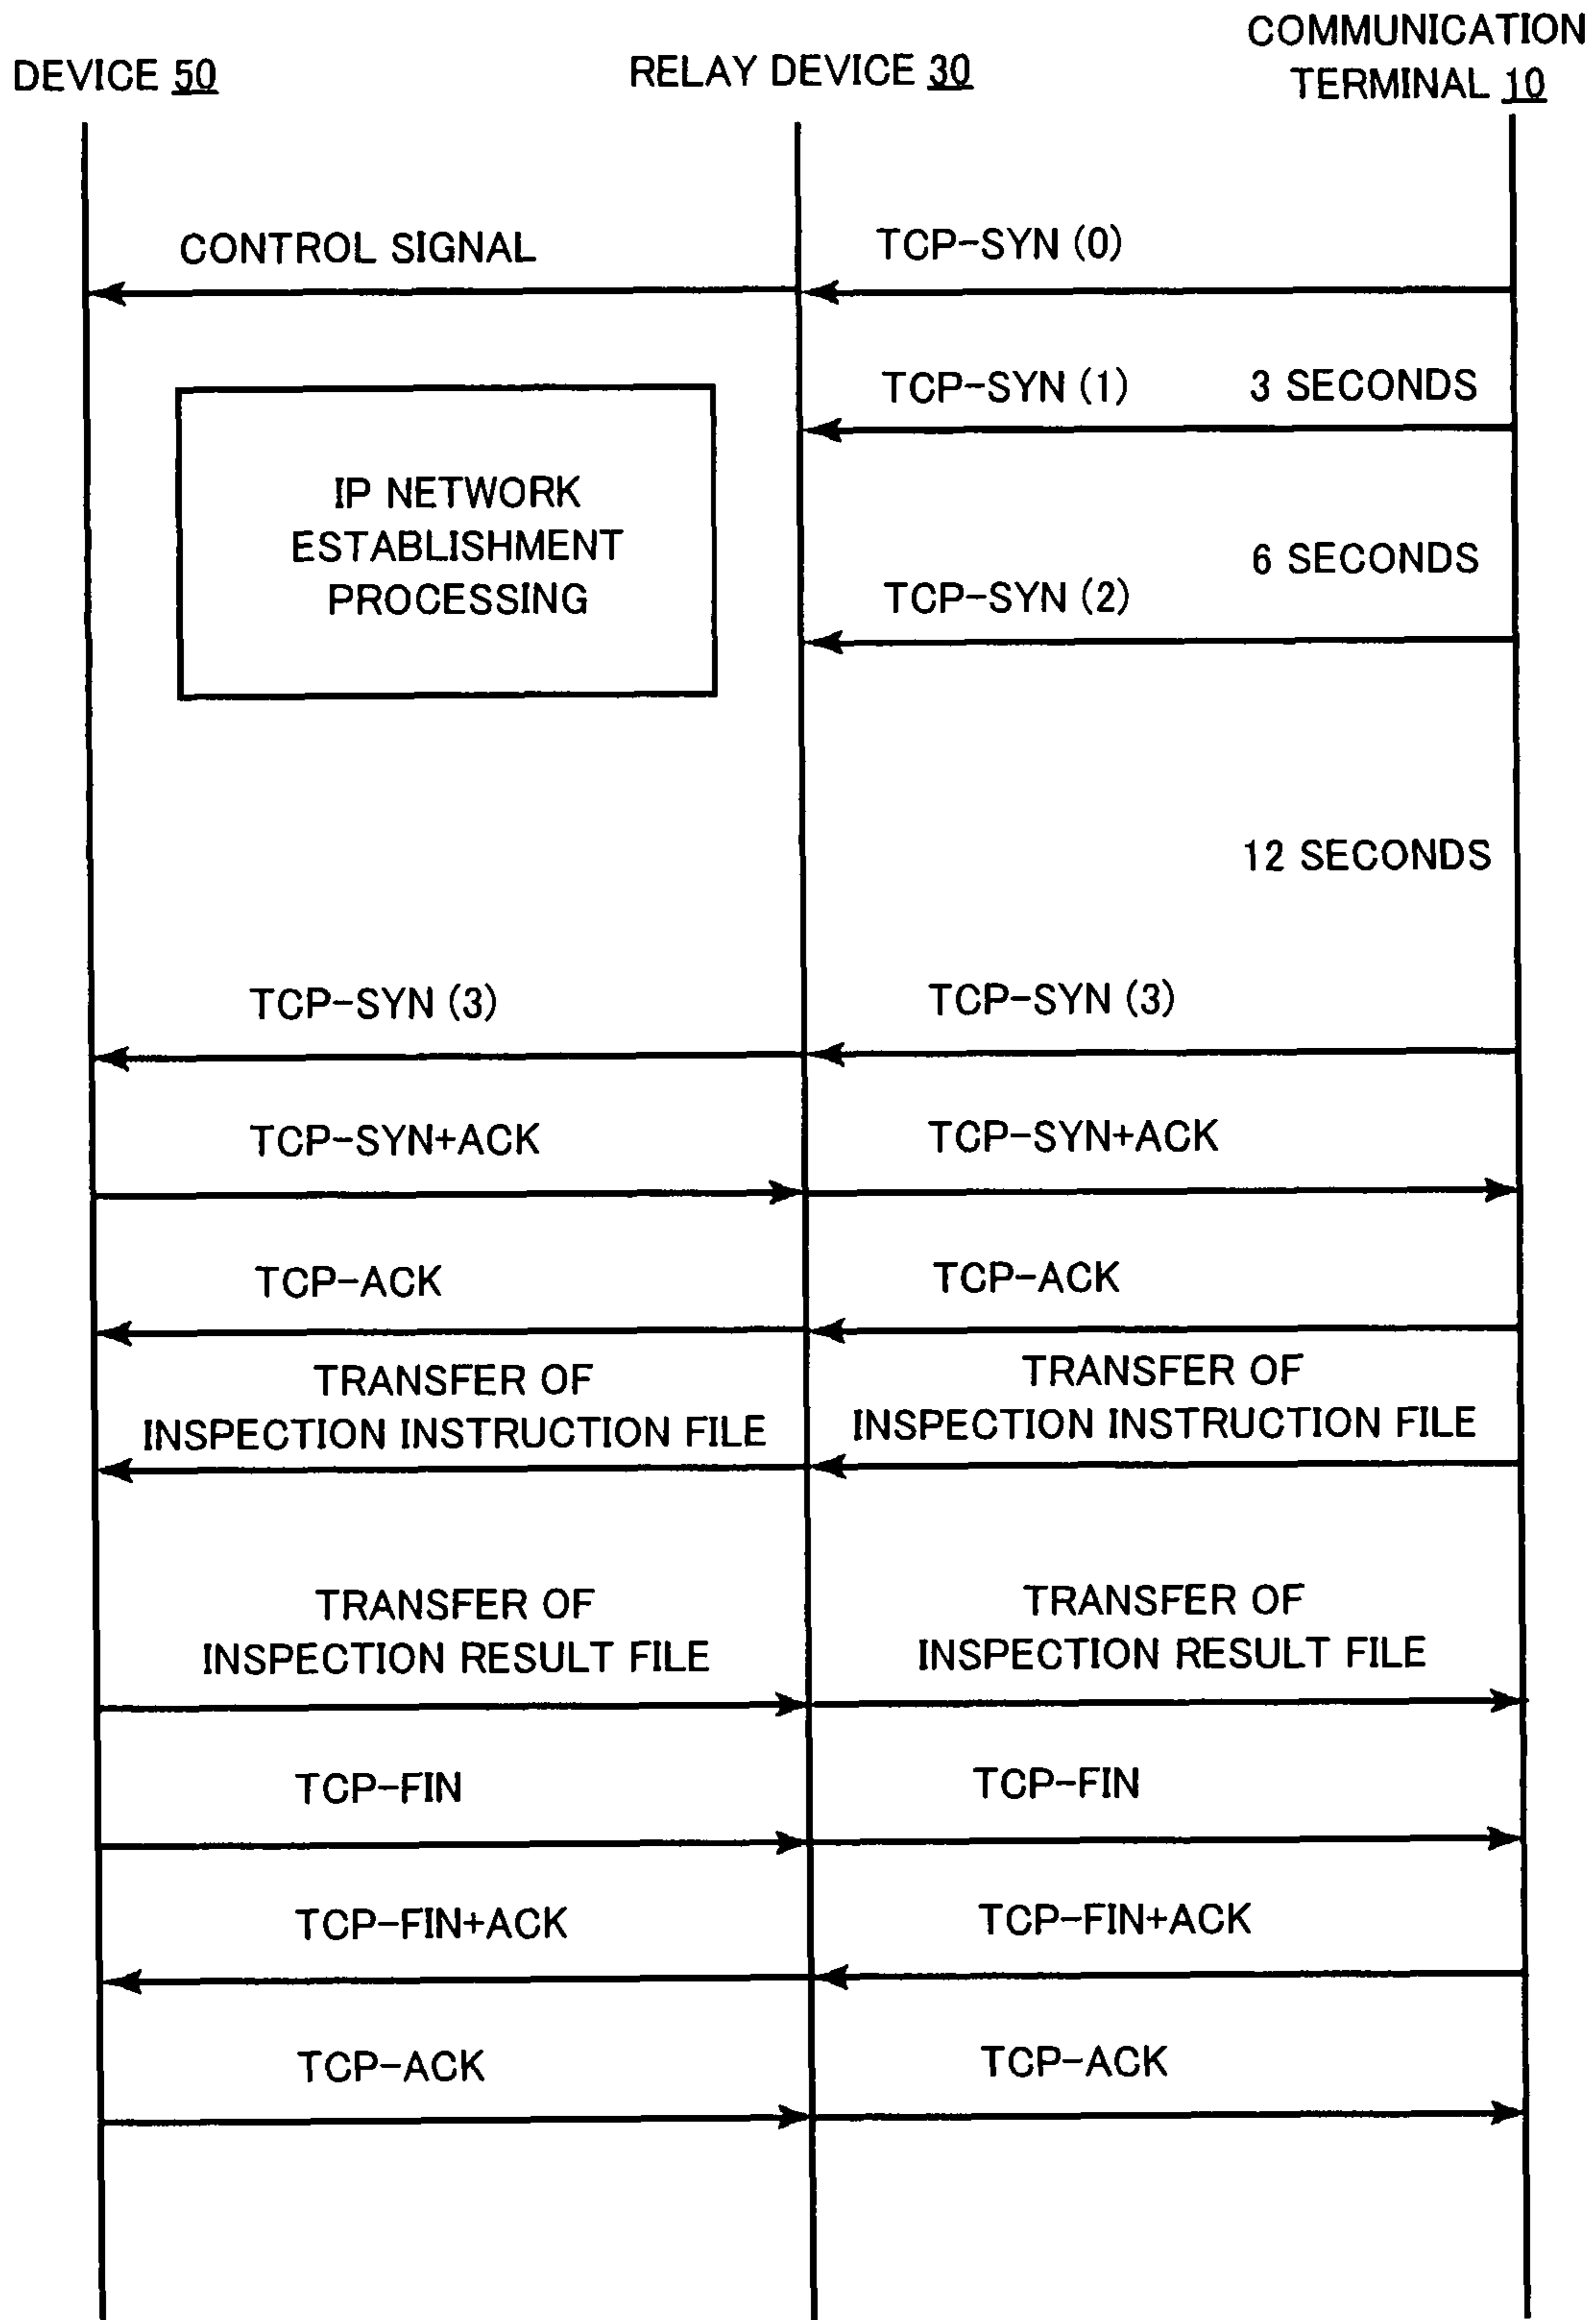 DEVICE 50
RELAY DEVICE 30
COMMUNICATION
TERMINAL 10
CONTROL SIGNAL
TCP-SYN (0)
TCP-SYN (1)
3 SECONDS
IP NETWORK
ESTABLISHMENT
PROCESSING
6 SECONDS
TCP-SYN (2)
12 SECONDS
TCP-SYN (3)
TCP-SYN (3)
TCP-SYN+ACK
TCP-SYN+ACK
TCP-ACK
TCP-ACK
TRANSFER OF
INSPECTION INSTRUCTION FILE
TRANSFER OF
INSPECTION INSTRUCTION FILE
TRANSFER OF
INSPECTION RESULT FILE
TRANSFER OF
INSPECTION RESULT FILE
TCP-FIN
TCP-FIN
TCP-FIN+ACK
TCP-FIN+ACK
TCP-ACK
TCP-ACK